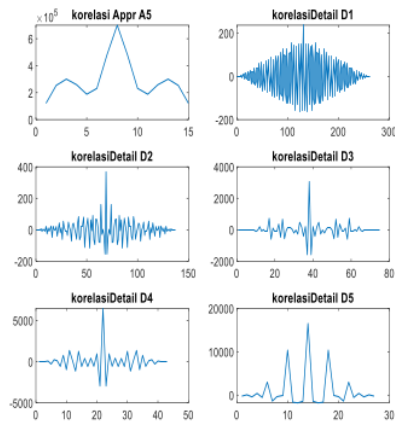 korelasi Appr A5
×10⁵
6
4
2
0
0 5 10 15
korelasiDetail D1
200
0
-200
0 100 200 300
korelasiDetail D2
400
200
0
-200
0 50 100 150
korelasiDetail D3
4000
2000
0
-2000
0 20 40 60 80
korelasiDetail D4
5000
0
-5000
0 10 20 30 40 50
korelasiDetail D5
20000
10000
0
0 10 20 30